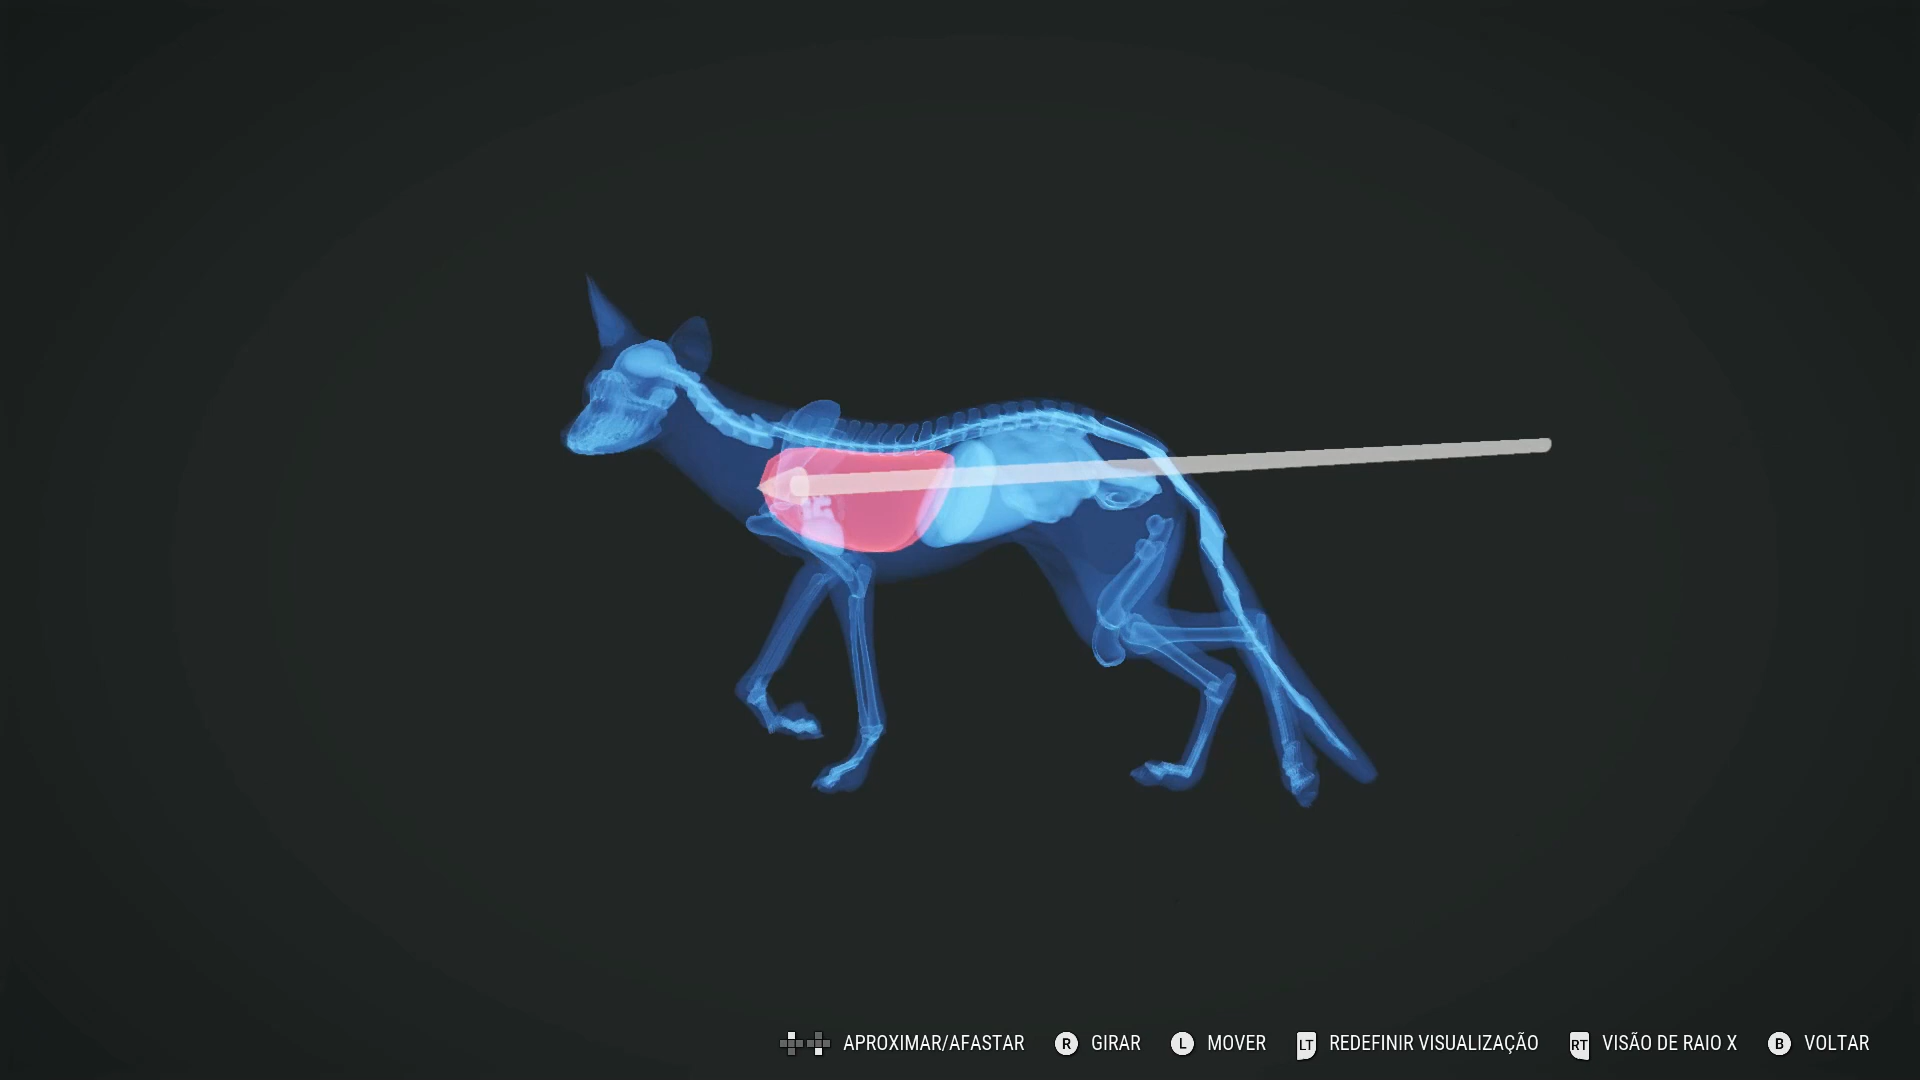 APROXIMAR/AFASTAR R GIRAR L MOVER LT REDEFINIR VISUALIZAÇÃO RT VISÃO DE RAIO X B VOLTAR